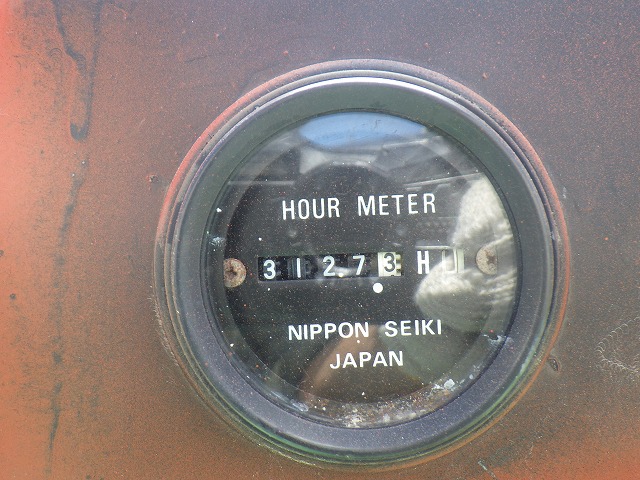 HOUR METER
31273 H
NIPPON SEIKI
JAPAN